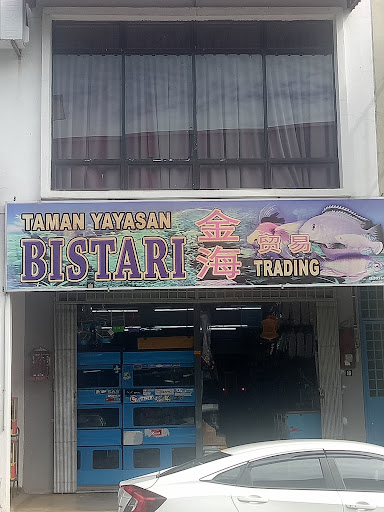 TAMAN YAYASAN
BISTARI
金海
贸易
TRADING